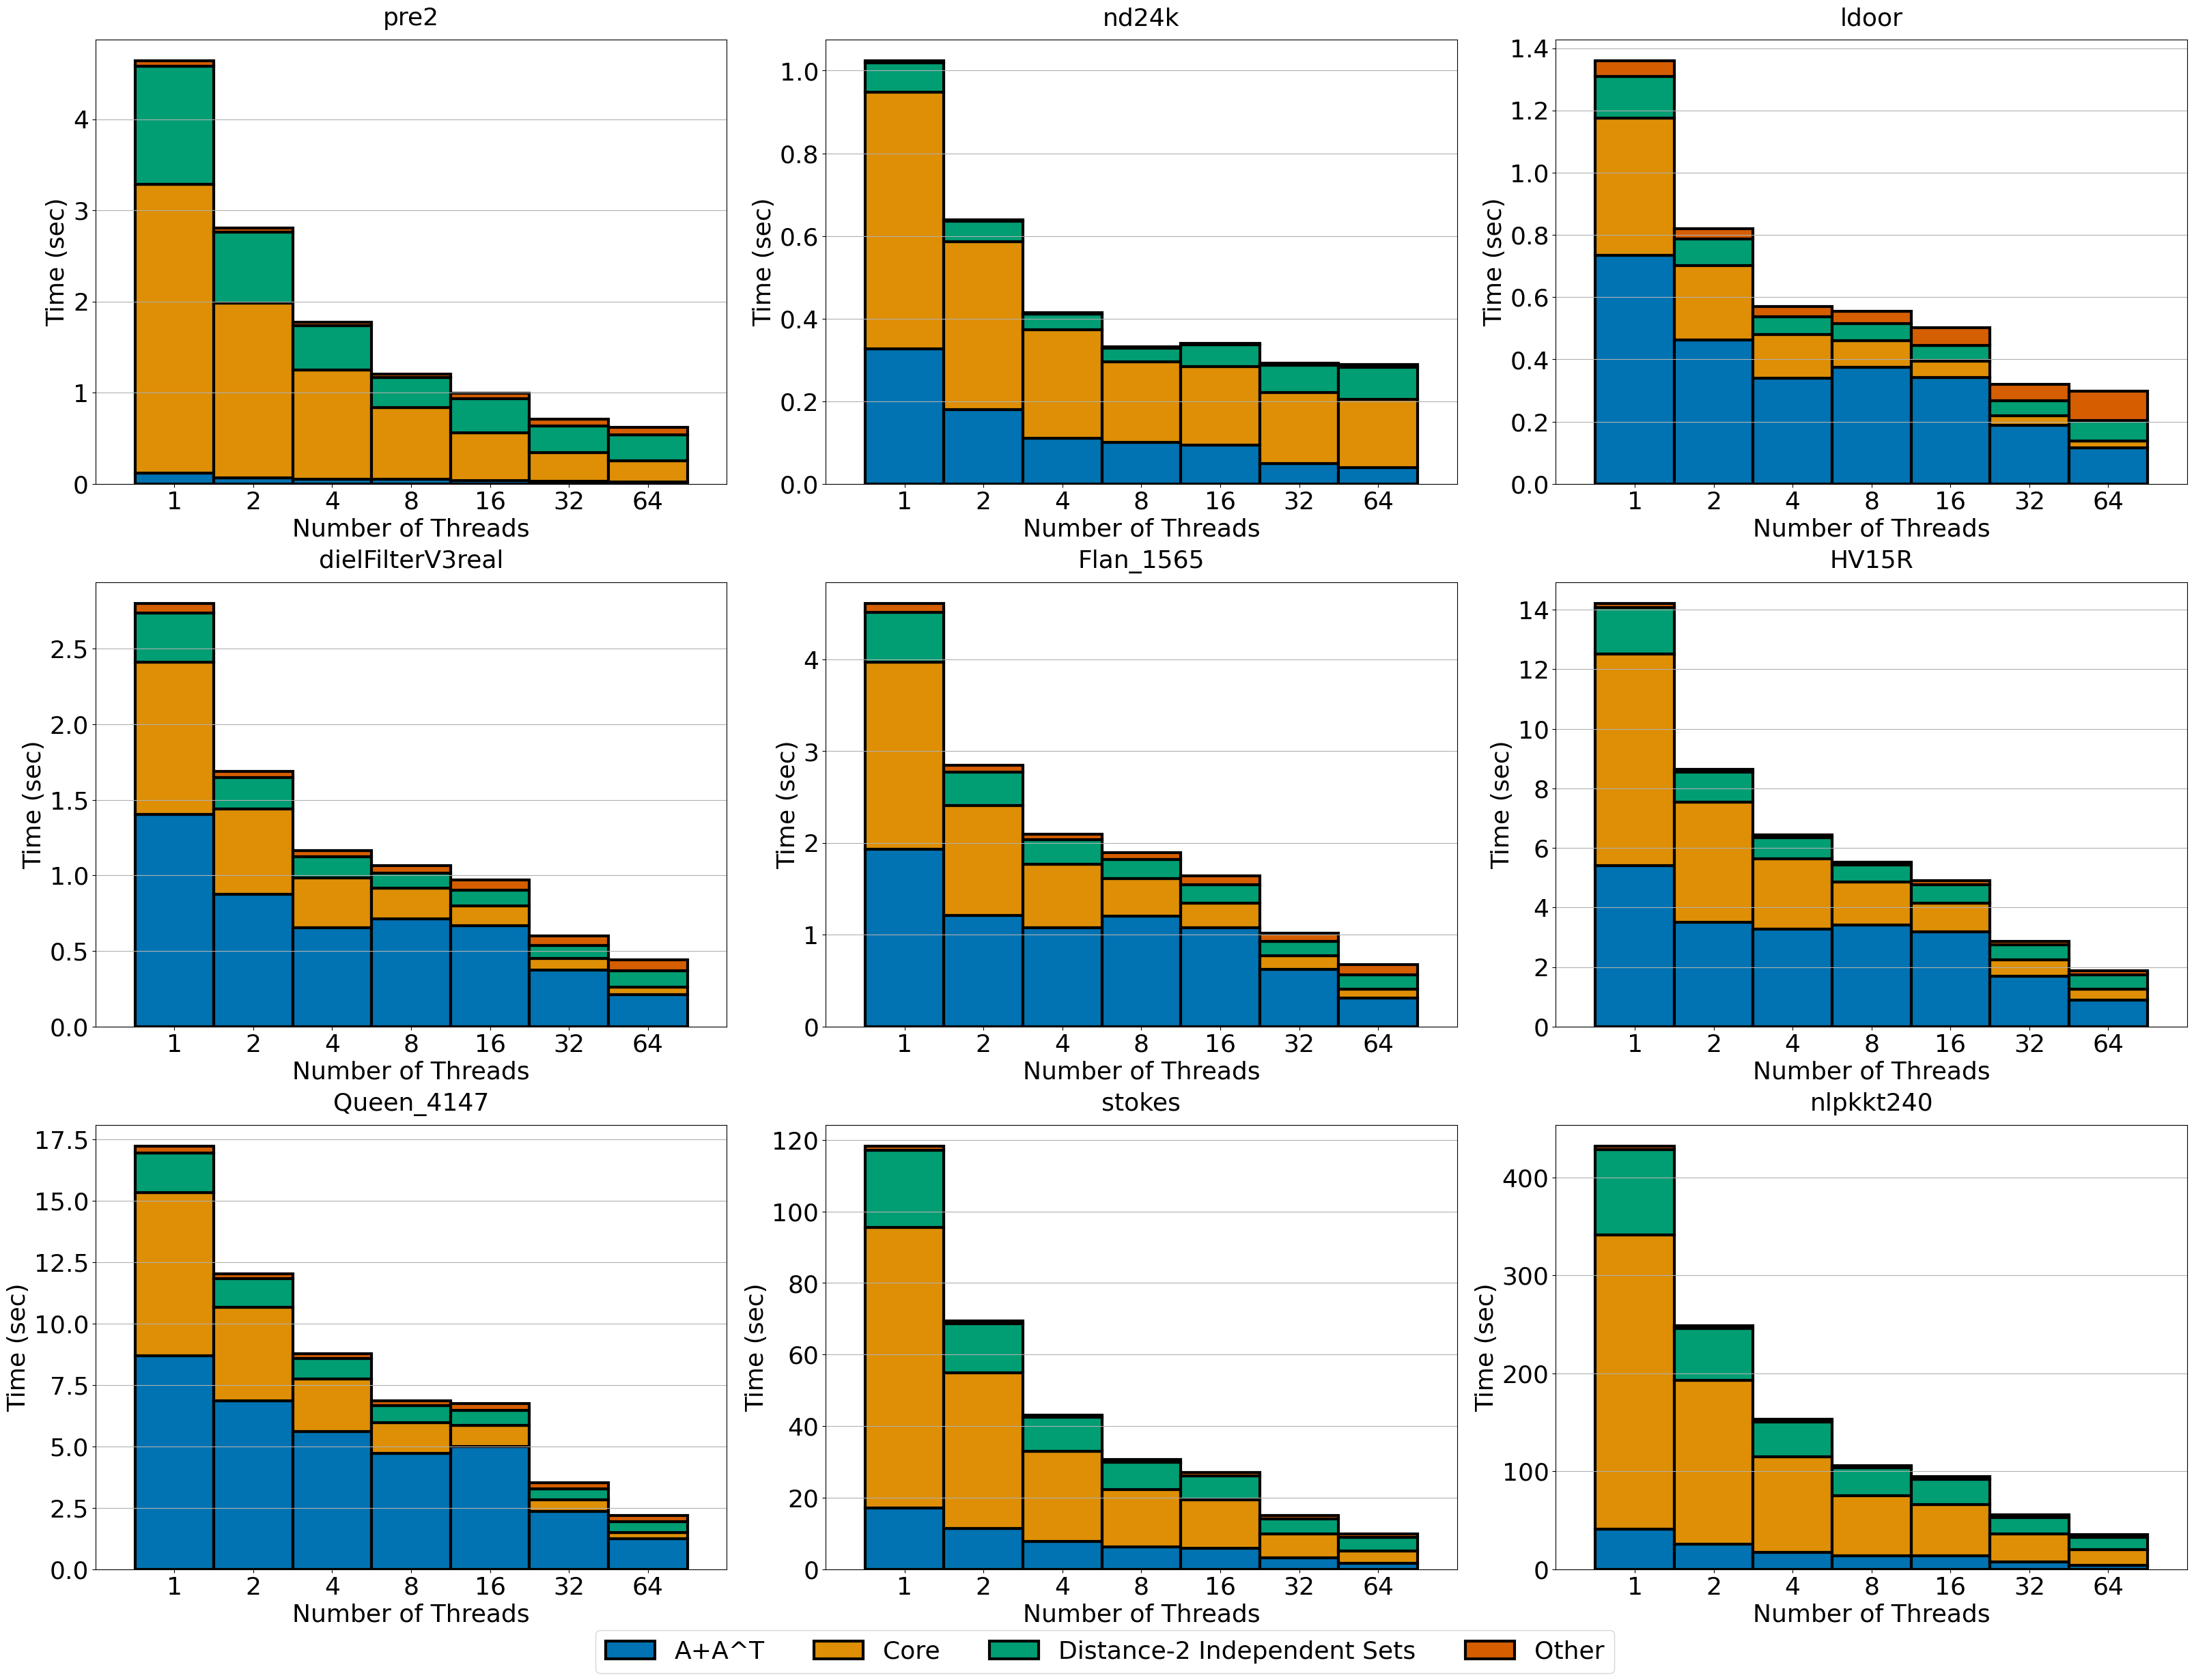 pre2
Time (sec)
4
3
2
1
0
1 2 4 8 16 32 64
Number of Threads
nd24k
Time (sec)
1.0
0.8
0.6
0.4
0.2
0.0
1 2 4 8 16 32 64
Number of Threads
ldoor
Time (sec)
1.4
1.2
1.0
0.8
0.6
0.4
0.2
0.0
1 2 4 8 16 32 64
Number of Threads
dielFilterV3real
Time (sec)
2.5
2.0
1.5
1.0
0.5
0.0
1 2 4 8 16 32 64
Number of Threads
Flan_1565
Time (sec)
4
3
2
1
0
1 2 4 8 16 32 64
Number of Threads
HV15R
Time (sec)
14
12
10
8
6
4
2
0
1 2 4 8 16 32 64
Number of Threads
Queen_4147
Time (sec)
17.5
15.0
12.5
10.0
7.5
5.0
2.5
0.0
1 2 4 8 16 32 64
Number of Threads
stokes
Time (sec)
120
100
80
60
40
20
0
1 2 4 8 16 32 64
Number of Threads
nlpkkt240
Time (sec)
400
300
200
100
0
1 2 4 8 16 32 64
Number of Threads
A+A^T Core Distance-2 Independent Sets Other